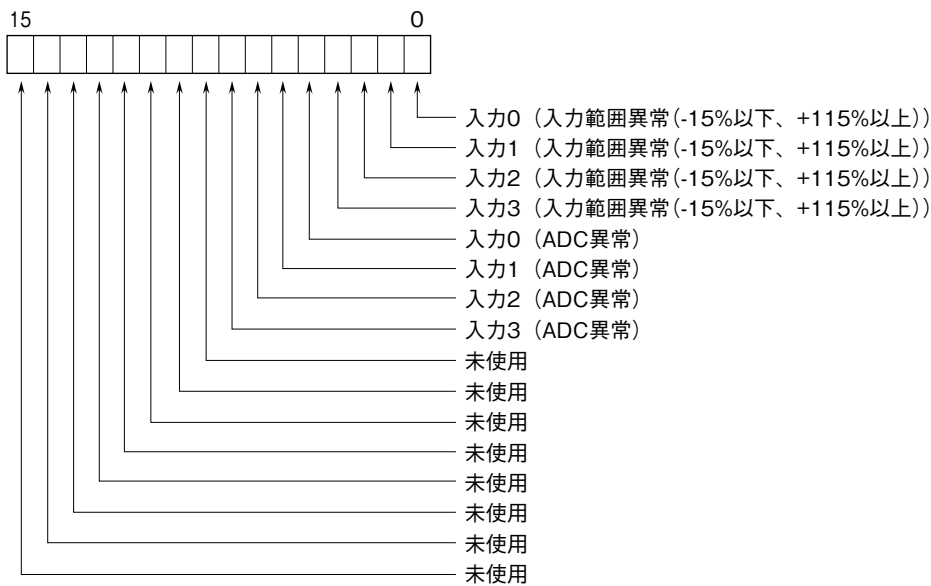 15 0
入力0（入力範囲異常（-15%以下、+115%以上））
入力1（入力範囲異常（-15%以下、+115%以上））
入力2（入力範囲異常（-15%以下、+115%以上））
入力3（入力範囲異常（-15%以下、+115%以上））
入力0（ADC異常）
入力1（ADC異常）
入力2（ADC異常）
入力3（ADC異常）
未使用
未使用
未使用
未使用
未使用
未使用
未使用
未使用